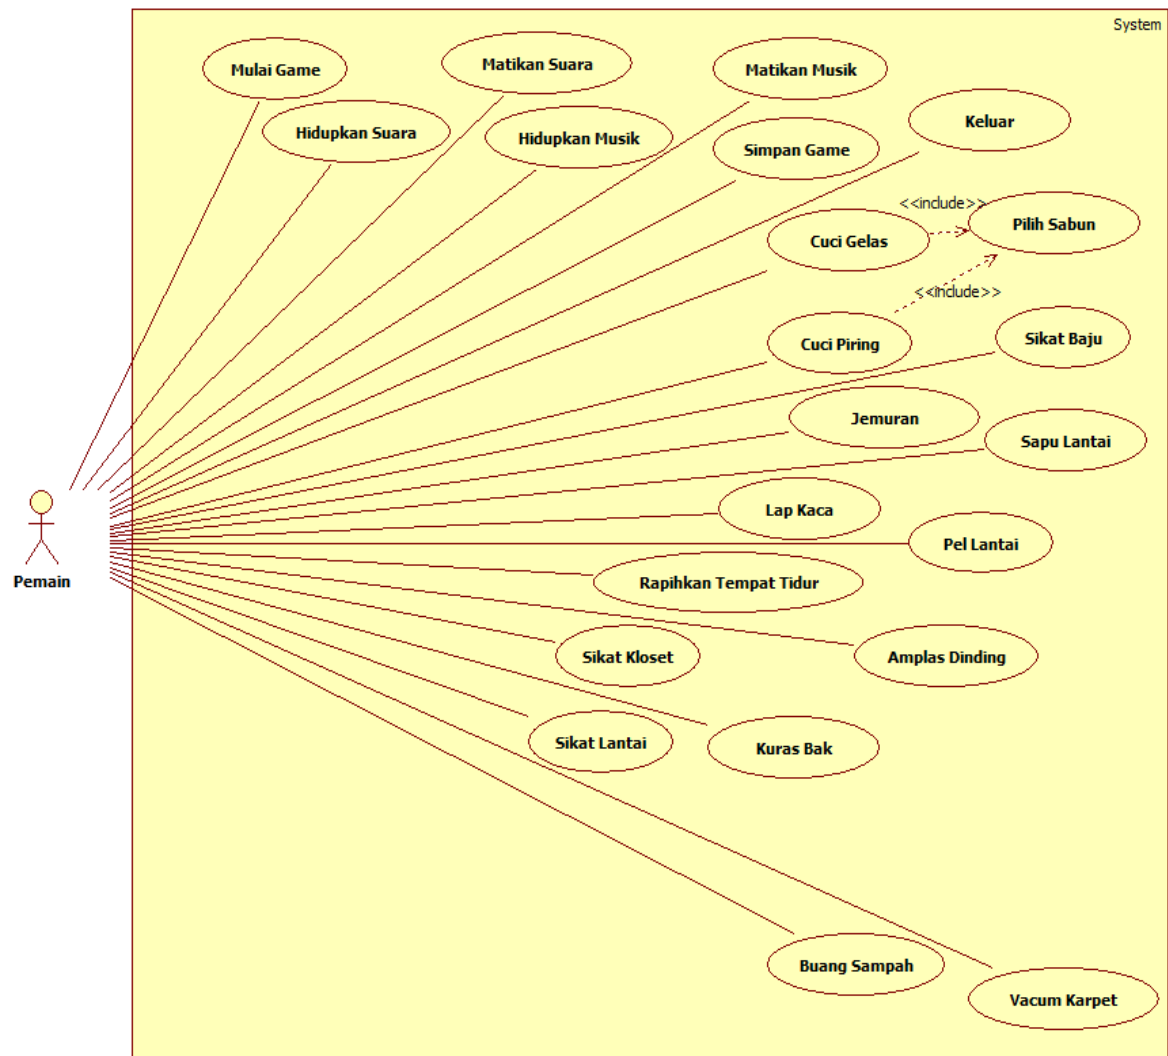 System
Mulai Game
Matikan Suara
Matikan Musik
Hidupkan Suara
Hidupkan Musik
Simpan Game
Keluar
<<include>>
Cuci Gelas
Pilih Sabun
<<include>>
Cuci Piring
Sikat Baju
Jemuran
Sapu Lantai
Lap Kaca
Pel Lantai
Pemain
Rapihkan Tempat Tidur
Sikat Kloset
Amplas Dinding
Sikat Lantai
Kuras Bak
Buang Sampah
Vacum Karpet